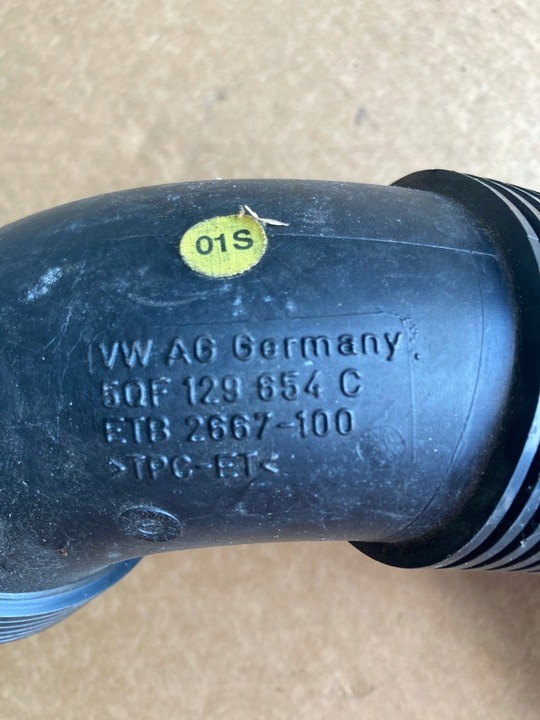 01S
VW AG Germany
5QF 129 654 C
ETB 2667-100
>TPC-ET<